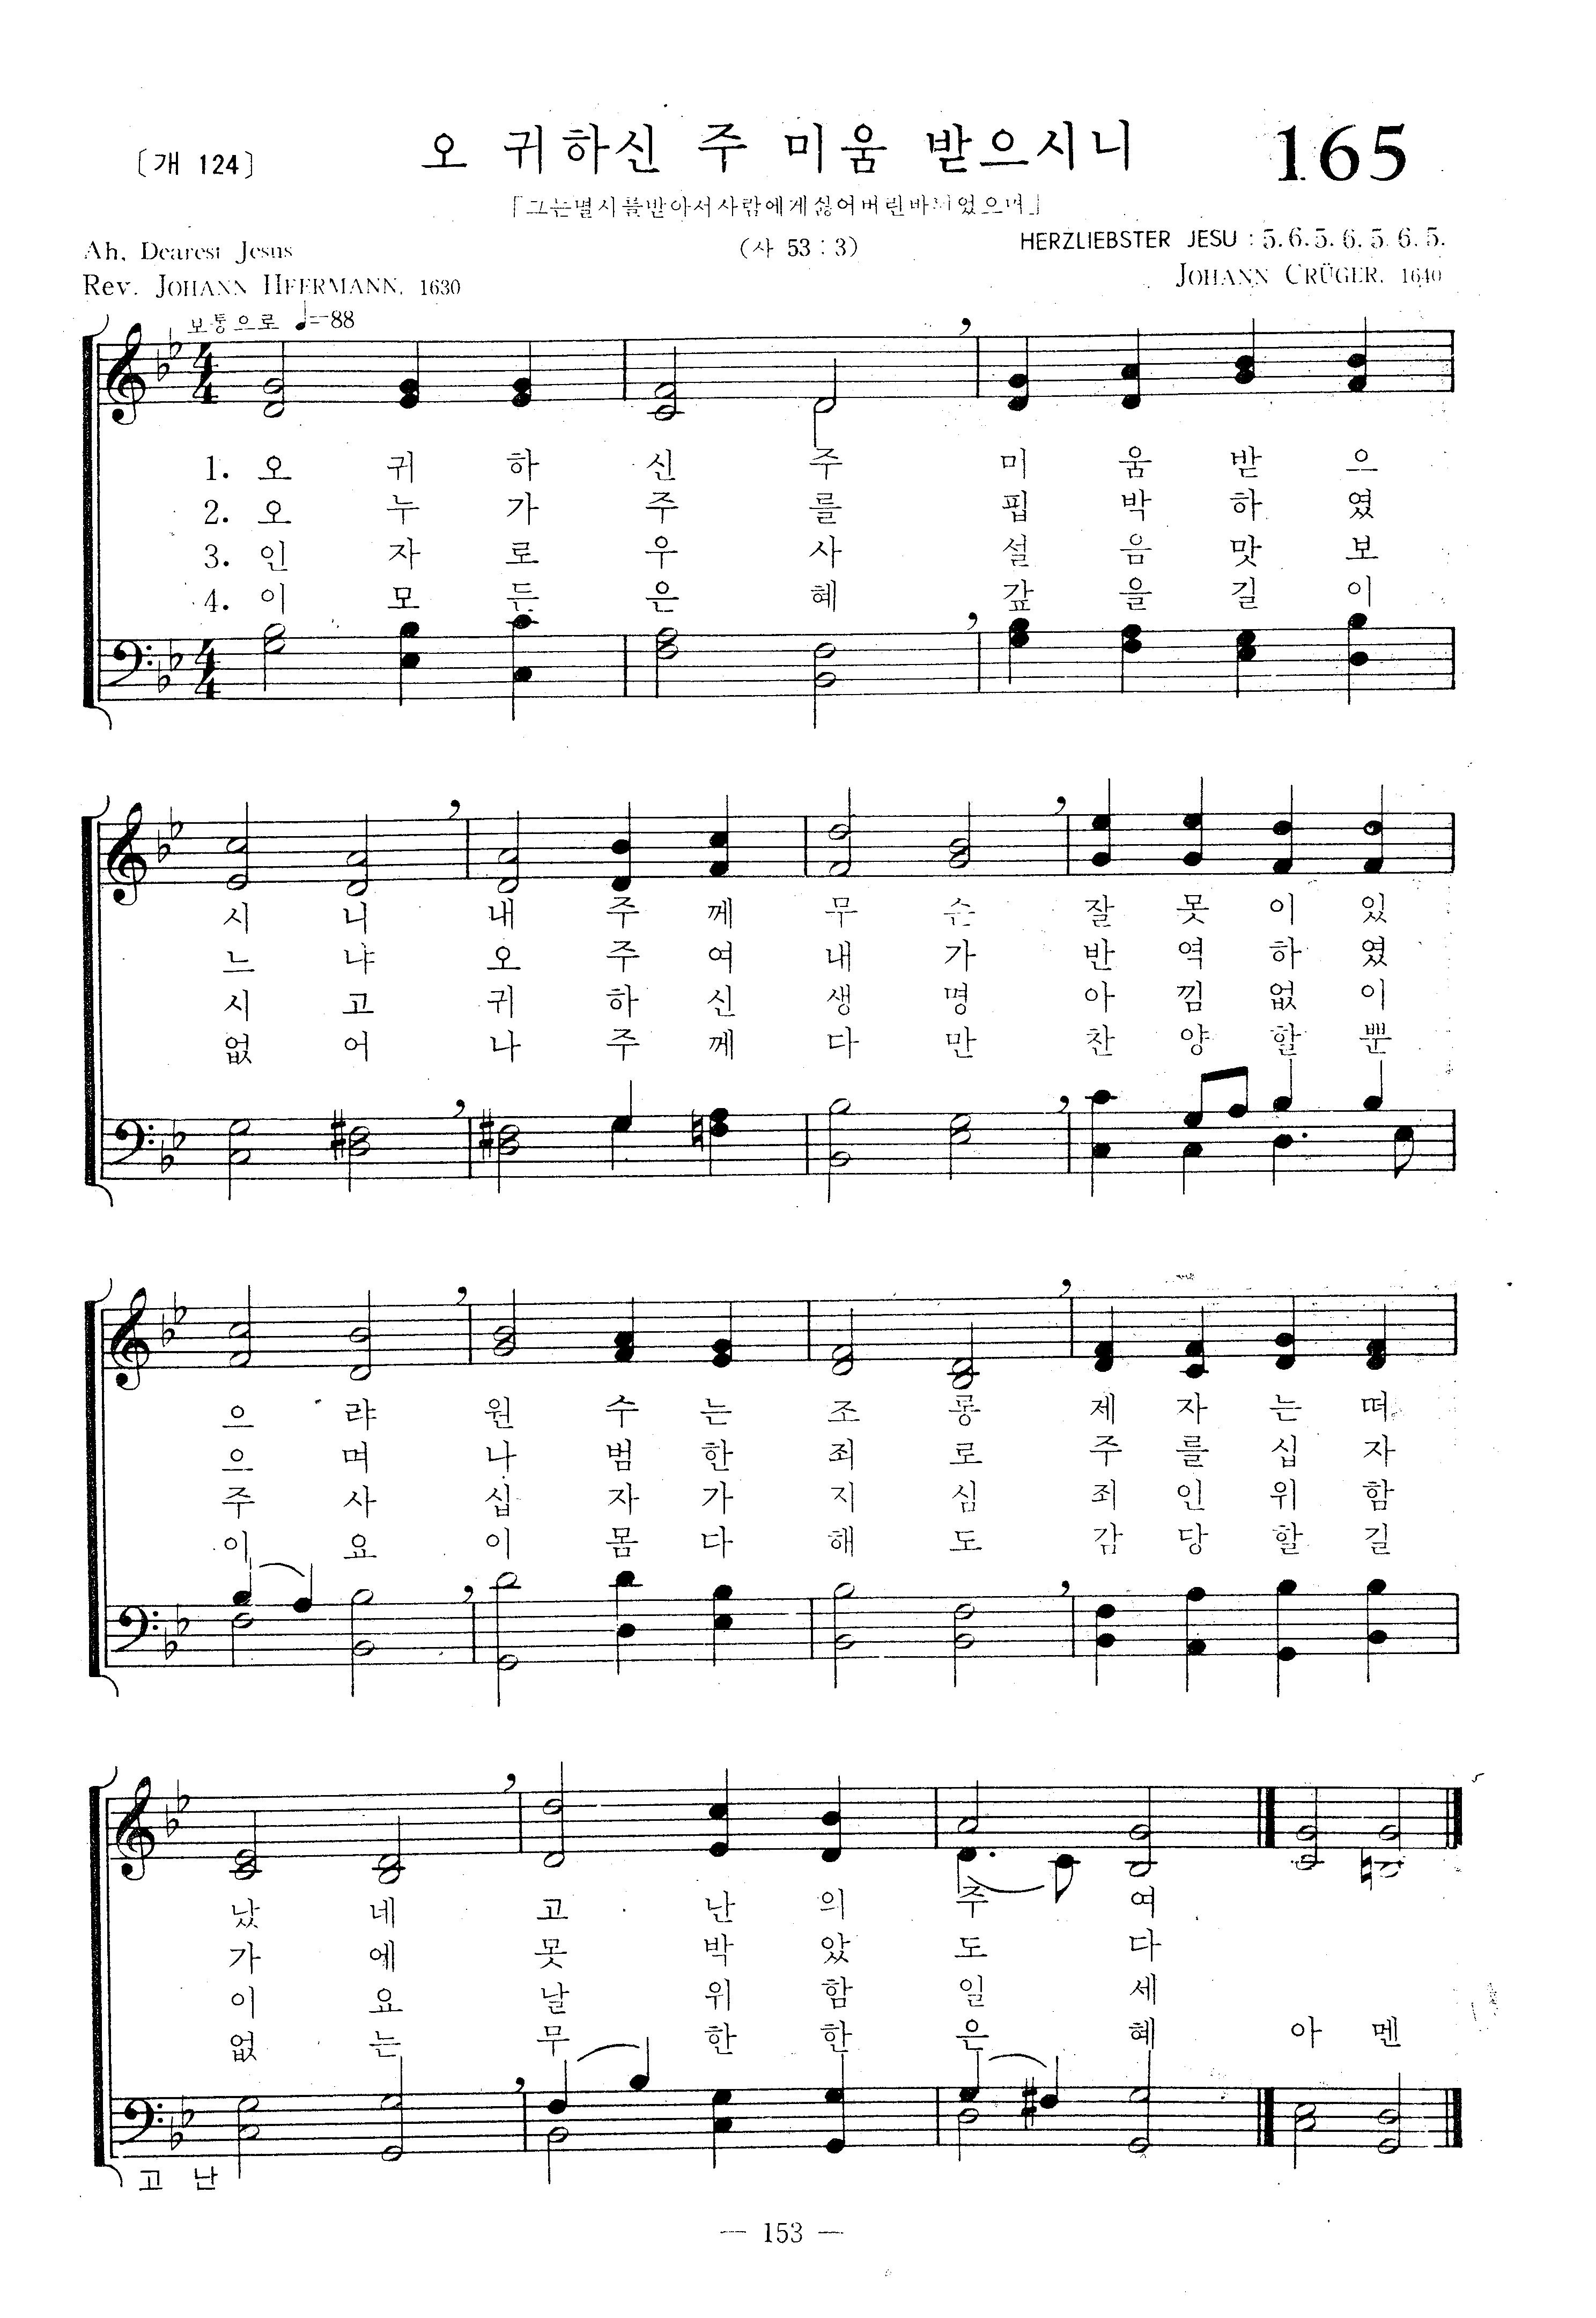 〔개 124〕
오 귀하신 주 미움 받으시니
165
「그는멸시를받아서사람에게싫어버린바되었으며」
Ah, Dearest Jesus
(사 53 : 3)
HERZLIEBSTER JESU : 5. 6. 5. 6. 5. 6. 5.
Rev. JOHANN HEERMANN, 1630
JOHANN CRÜGER, 1640
보통으로 ♩=88
1. 오 귀 하 신 주 미 움 받 으
2. 오 누 가 주 를 핍 박 하 였
3. 인 자 로 우 사 설 음 맛 보
4. 이 모 든 은 혜 갚 을 길 이
시 니 내 주 께 무 슨 잘 못 이 있
느 냐 오 주 여 내 가 반 역 하 였
시 고 귀 하 신 생 명 아 낌 없 이
없 어 나 주 께 다 만 찬 양 할 뿐
으 랴 원 수 는 조 롱 제 자 는 떠
으 며 나 범 한 죄 로 주 를 십 자
주 사 십 자 가 지 심 죄 인 위 함
이 요 이 몸 다 해 도 감 당 할 길
났 네 고 난 의 주 여
가 에 못 박 았 도 다
이 요 날 위 함 일 세
없 는 무 한 한 은 혜 아 멘
고 난
— 153 —